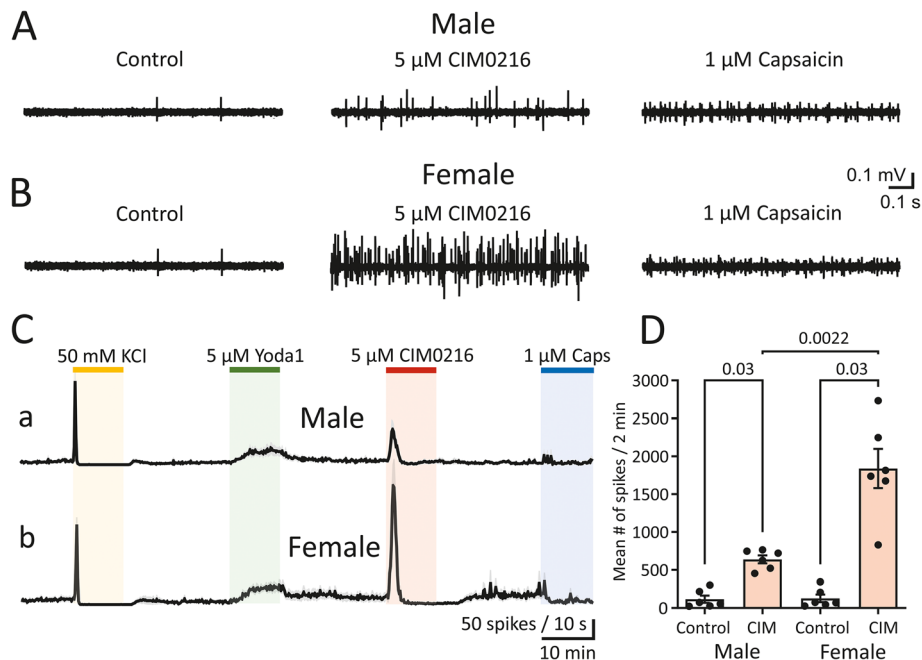 A
Male
Control
5 µM CIM0216
1 µM Capsaicin
0.1 mV
0.1 s
B
Female
Control
5 µM CIM0216
1 µM Capsaicin
C
50 mM KCl
5 µM Yoda1
5 µM CIM0216
1 µM Caps
a
Male
b
Female
50 spikes / 10 s
10 min
D
0.0022
0.03
0.03
Mean # of spikes / 2 min
3000
2500
2000
1500
1000
500
0
Control
CIM
Control
CIM
Male
Female